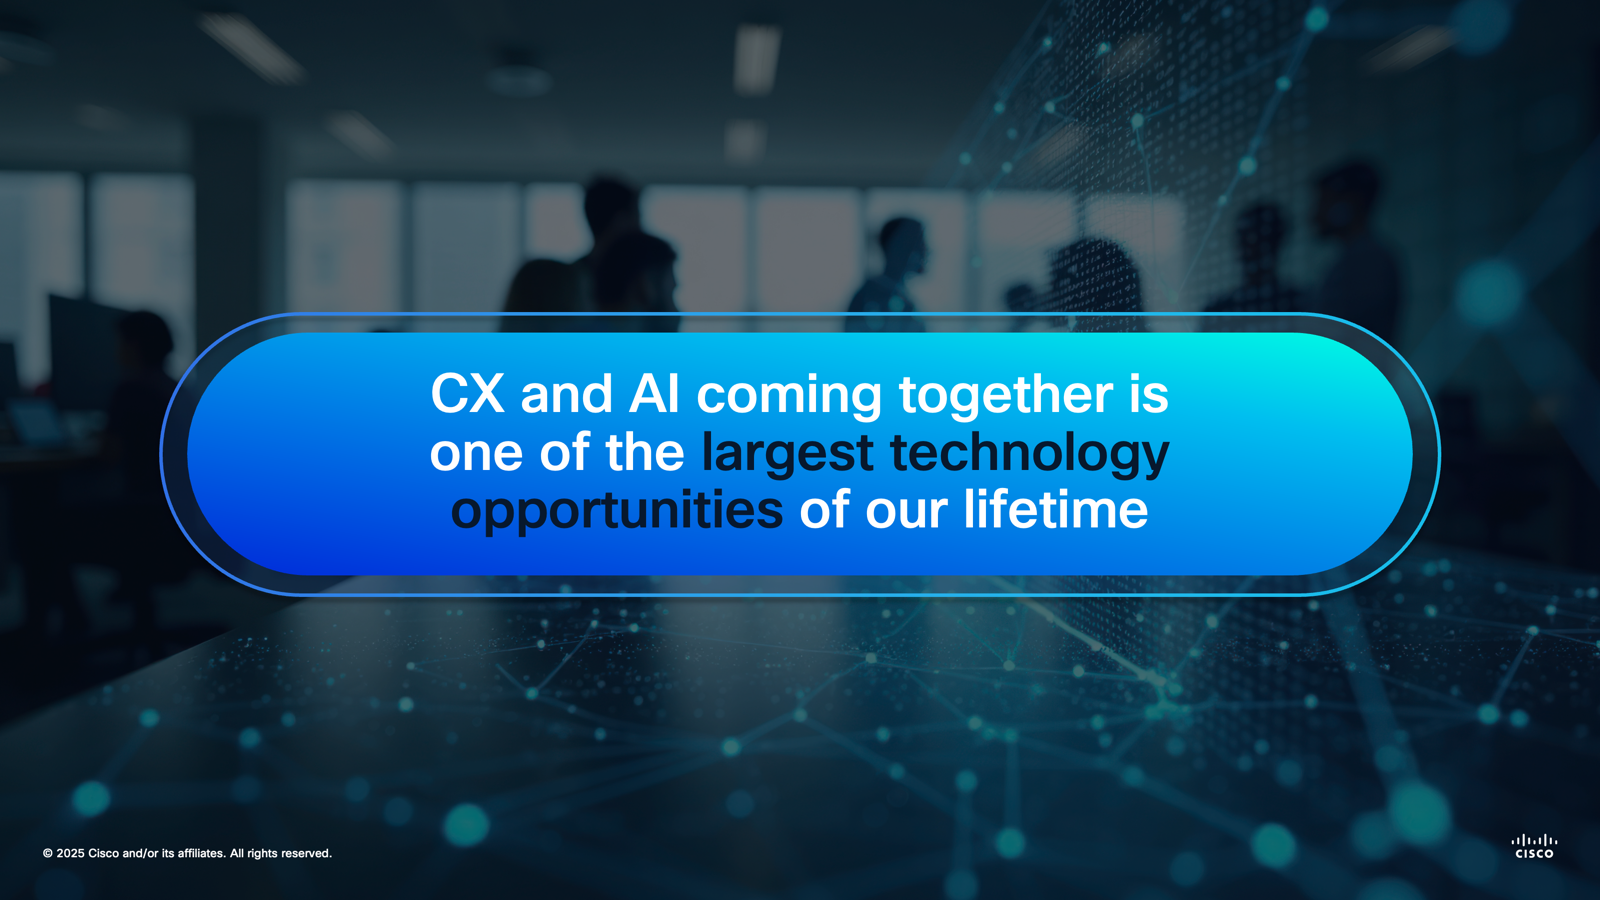 CX and AI coming together is
one of the largest technology
opportunities of our lifetime
© 2025 Cisco and/or its affiliates. All rights reserved.
CISCO